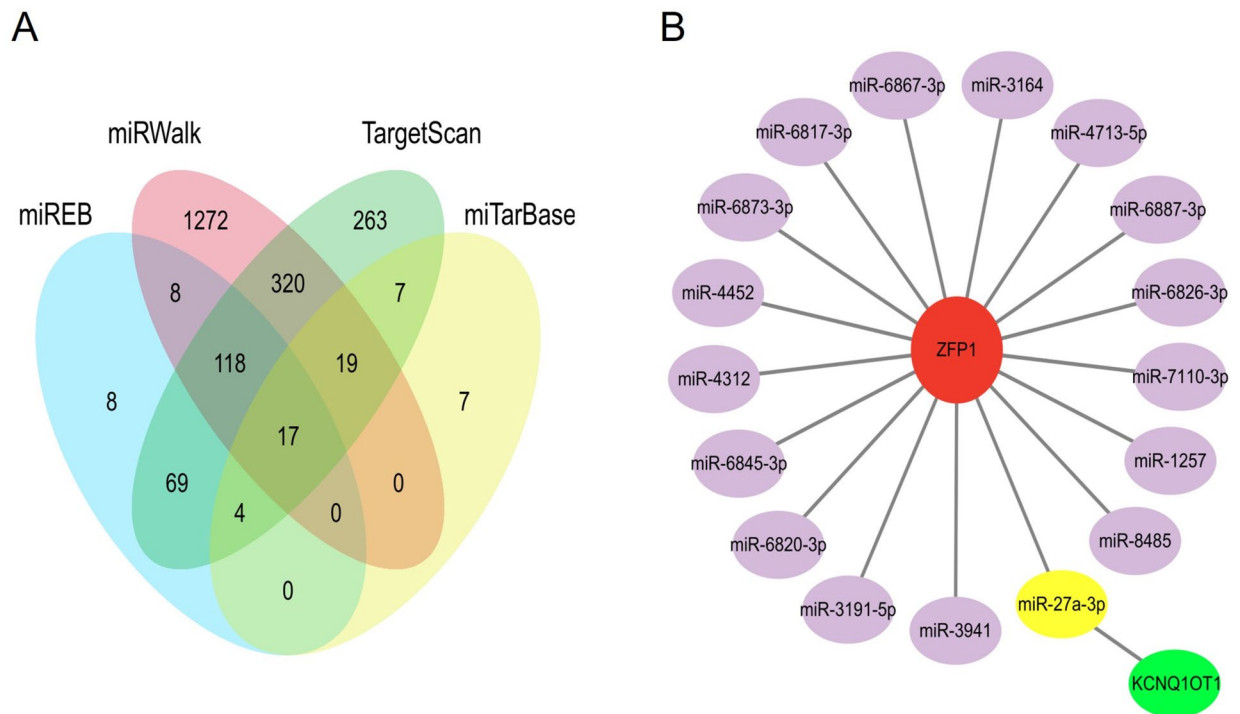 A
miRWalk
TargetScan
miREB
miTarBase
1272
263
8
320
7
118
19
8
7
17
69
0
4
0
0
B
miR-6867-3p
miR-3164
miR-6817-3p
miR-4713-5p
miR-6873-3p
miR-6887-3p
miR-4452
miR-6826-3p
ZFP1
miR-4312
miR-7110-3p
miR-6845-3p
miR-1257
miR-6820-3p
miR-8485
miR-3191-5p
miR-27a-3p
miR-3941
KCNQ1OT1